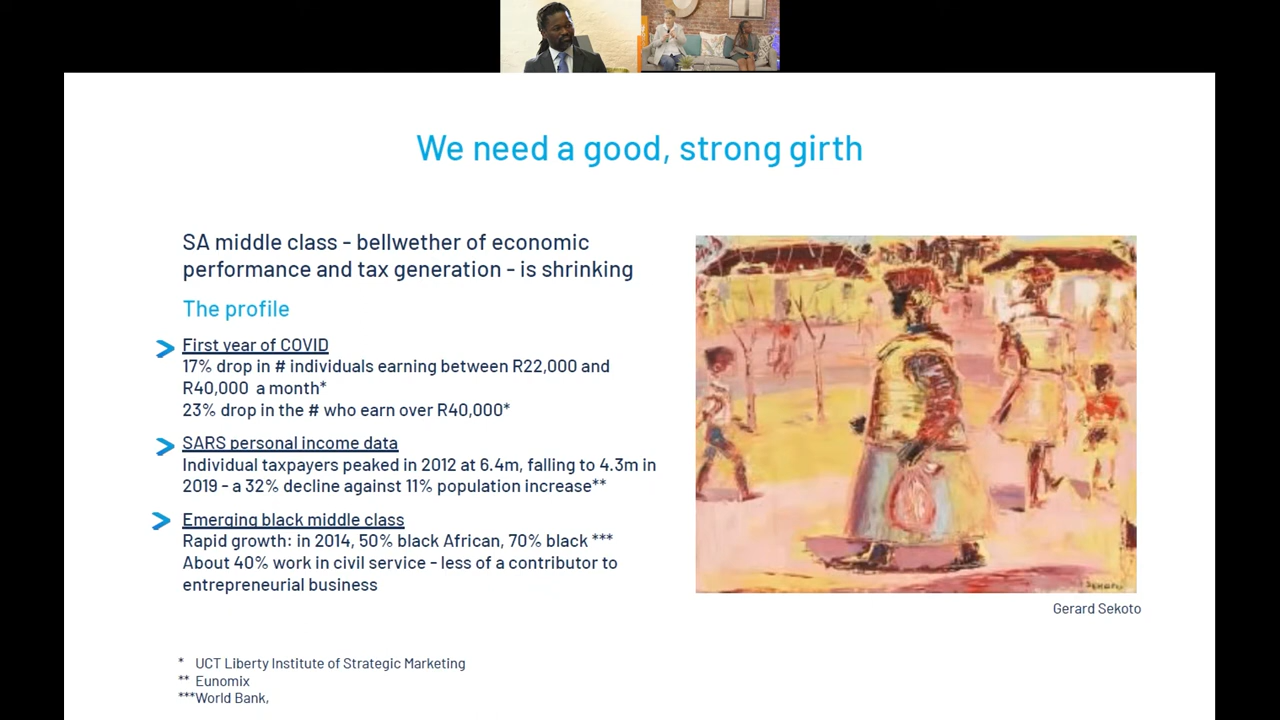 We need a good, strong girth
SA middle class - bellwether of economic
performance and tax generation - is shrinking
The profile
First year of COVID
17% drop in # individuals earning between R22,000 and
R40,000 a month*
23% drop in the # who earn over R40,000*
SARS personal income data
Individual taxpayers peaked in 2012 at 6.4m, falling to 4.3m in
2019 - a 32% decline against 11% population increase**
Emerging black middle class
Rapid growth: in 2014, 50% black African, 70% black ***
About 40% work in civil service - less of a contributor to
entrepreneurial business
SEKOTO
Gerard Sekoto
* UCT Liberty Institute of Strategic Marketing
** Eunomix
***World Bank,